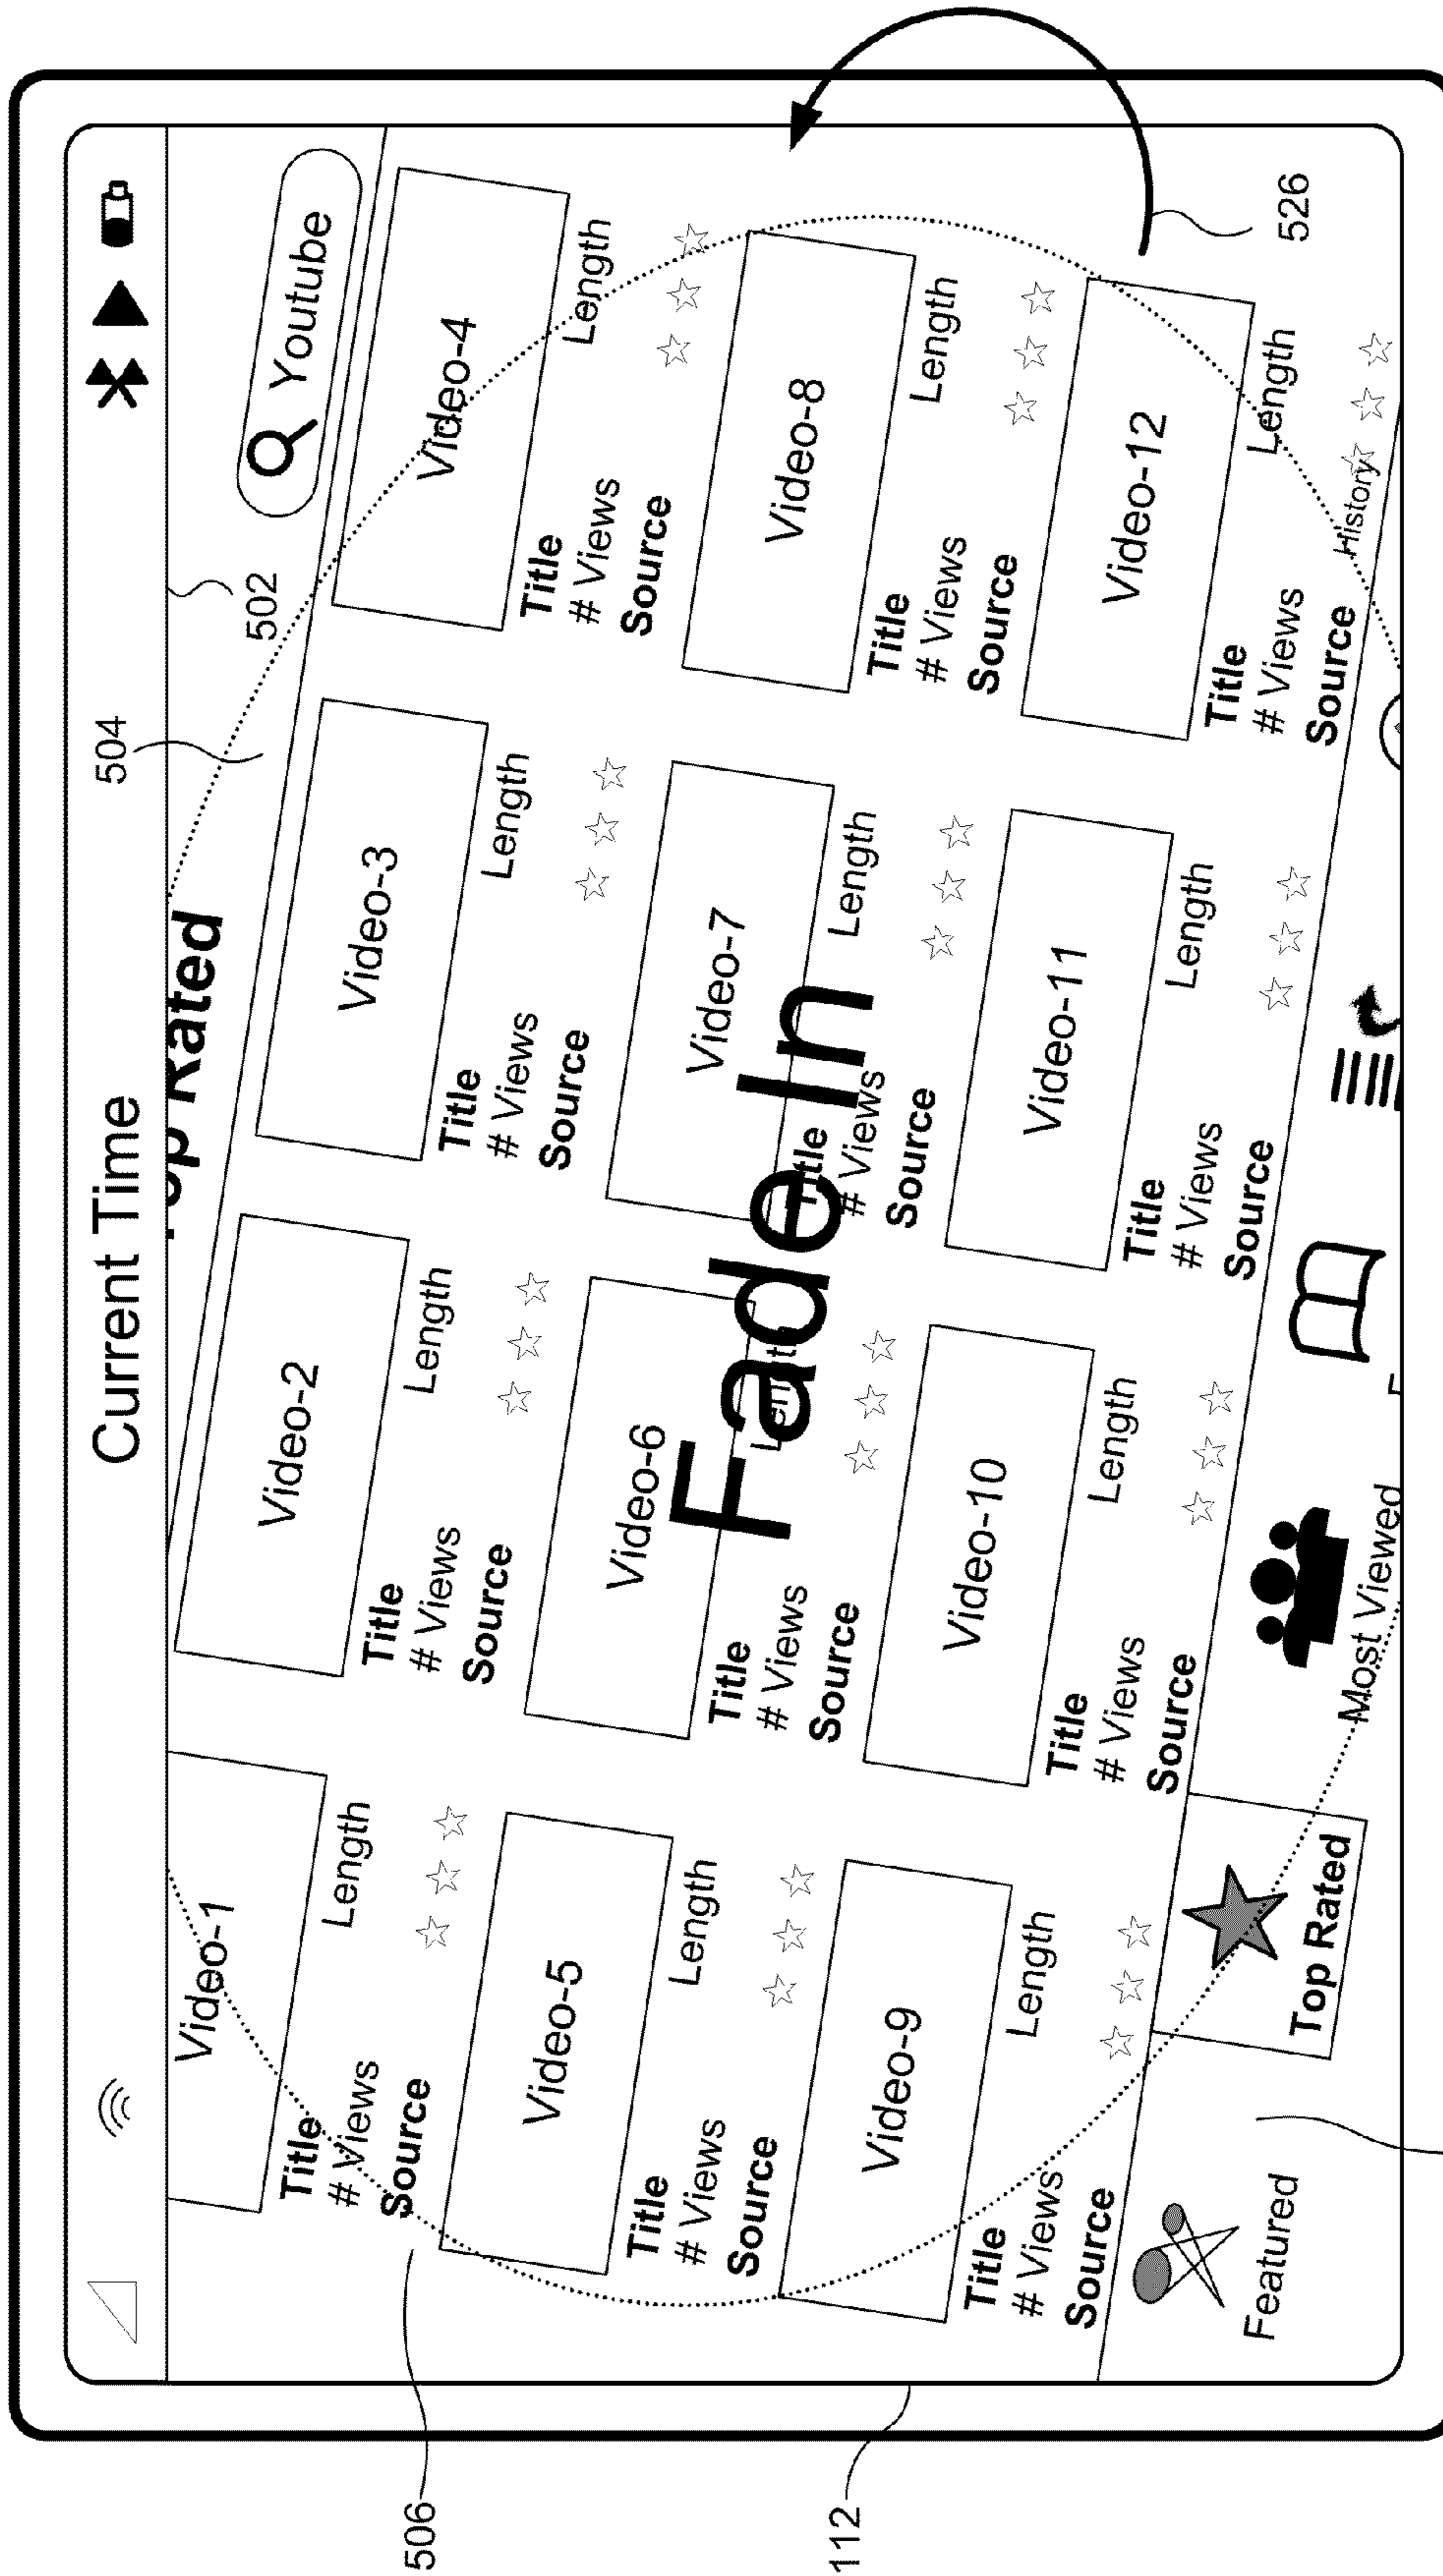 Current Time
504
502
Top Rated
Youtube
Video-1
Video-2
Video-3
Video-4
Title
Length
# Views
Source
Title
Length
# Views
Source
Title
Length
# Views
Source
Title
Length
# Views
Source
Video-5
Video-6
Video-7
Video-8
Title
Length
# Views
Source
Title
Length
# Views
Source
Title
Length
# Views
Source
Title
Length
# Views
Source
Fade In
Video-9
Video-10
Video-11
Video-12
Title
Length
# Views
Source
Title
Length
# Views
Source
Title
Length
# Views
Source
Title
Length
# Views
Source
Featured
Top Rated
Most Viewed
History
506
112
526